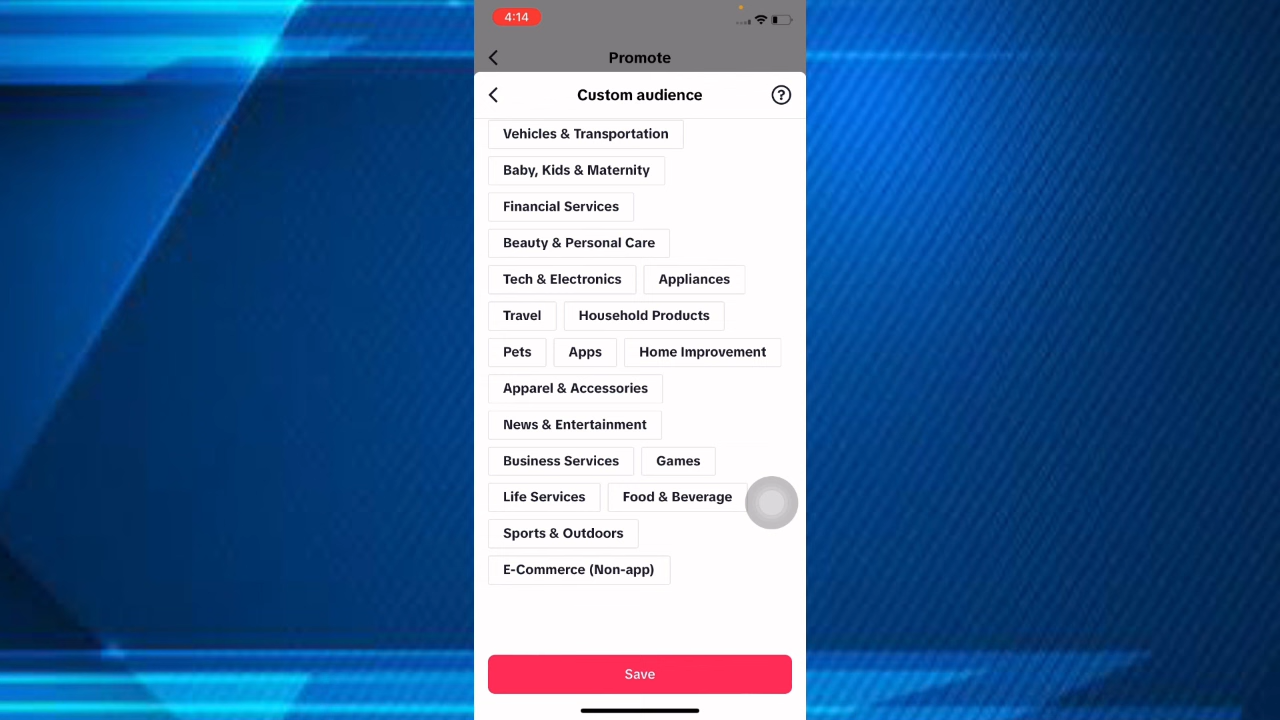 4:14
Promote
Custom audience
Vehicles & Transportation
Baby, Kids & Maternity
Financial Services
Beauty & Personal Care
Tech & Electronics Appliances
Travel Household Products
Pets Apps Home Improvement
Apparel & Accessories
News & Entertainment
Business Services Games
Life Services Food & Beverage
Sports & Outdoors
E-Commerce (Non-app)
Save